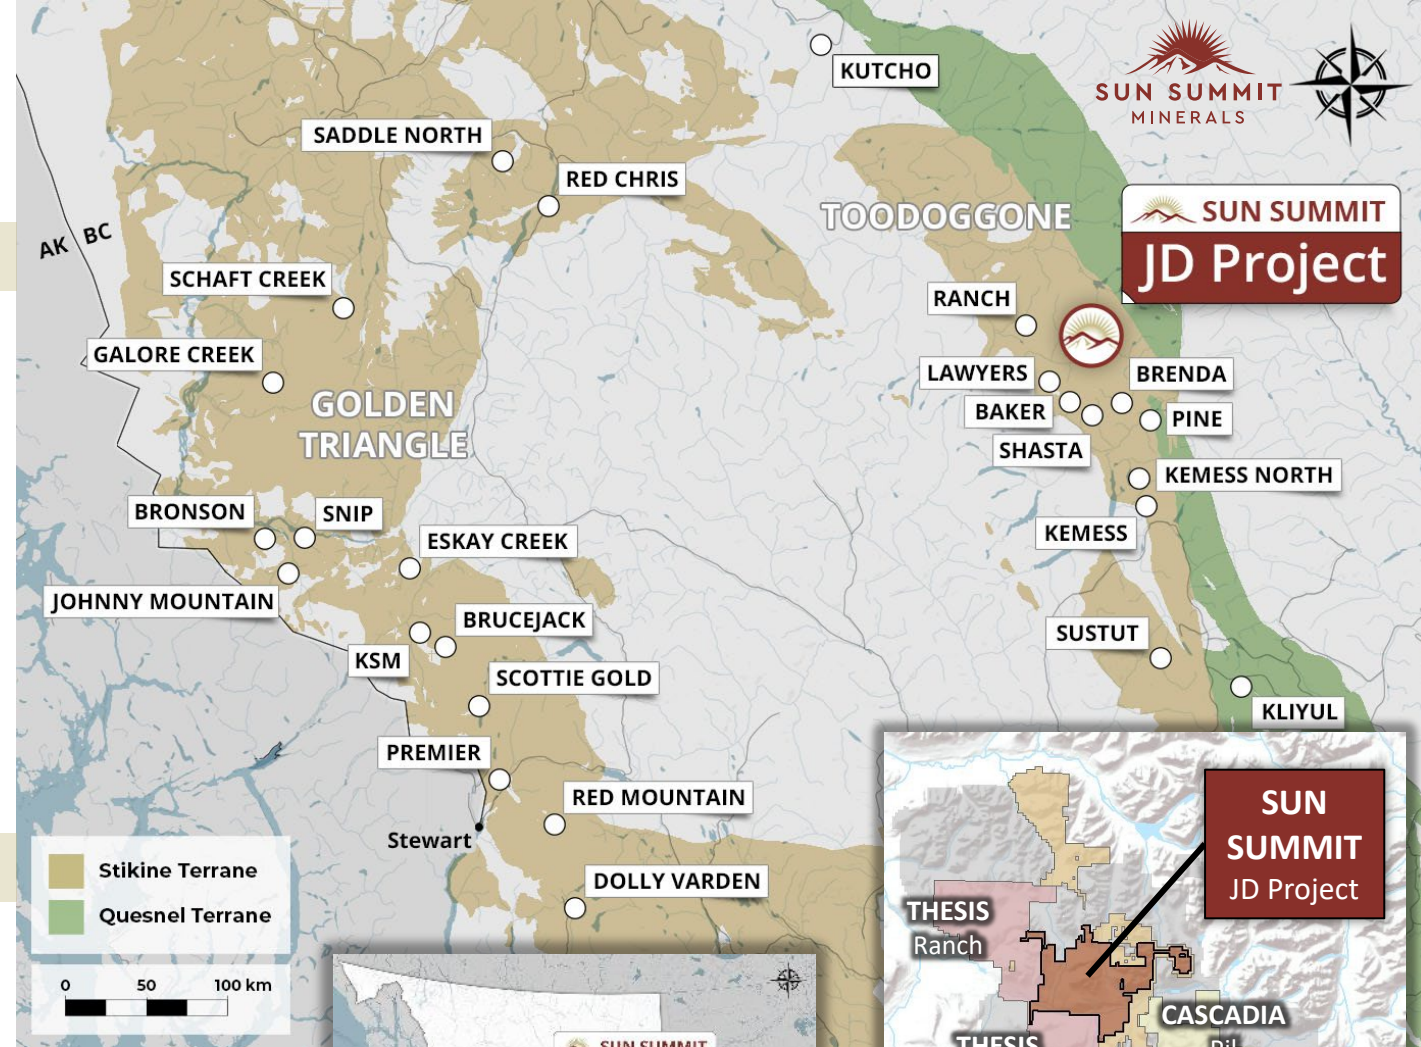 KUTCHO
SUN SUMMIT
MINERALS
SADDLE NORTH
RED CHRIS
TOODOGGONE
SUN SUMMIT
JD Project
AK
BC
SCHAFT CREEK
RANCH
GALORE CREEK
LAWYERS
BRENDA
GOLDEN
TRIANGLE
BAKER
PINE
SHASTA
KEMESS NORTH
BRONSON
SNIP
ESKAY CREEK
KEMESS
JOHNNY MOUNTAIN
BRUCEJACK
SUSTUT
KSM
SCOTTIE GOLD
KLIYUL
PREMIER
RED MOUNTAIN
Stewart
DOLLY VARDEN
Stikine Terrane
Quesnel Terrane
0 50 100 km
SUN
SUMMIT
JD Project
THESIS
Ranch
CASCADIA
THESIS
SUN SUMMIT